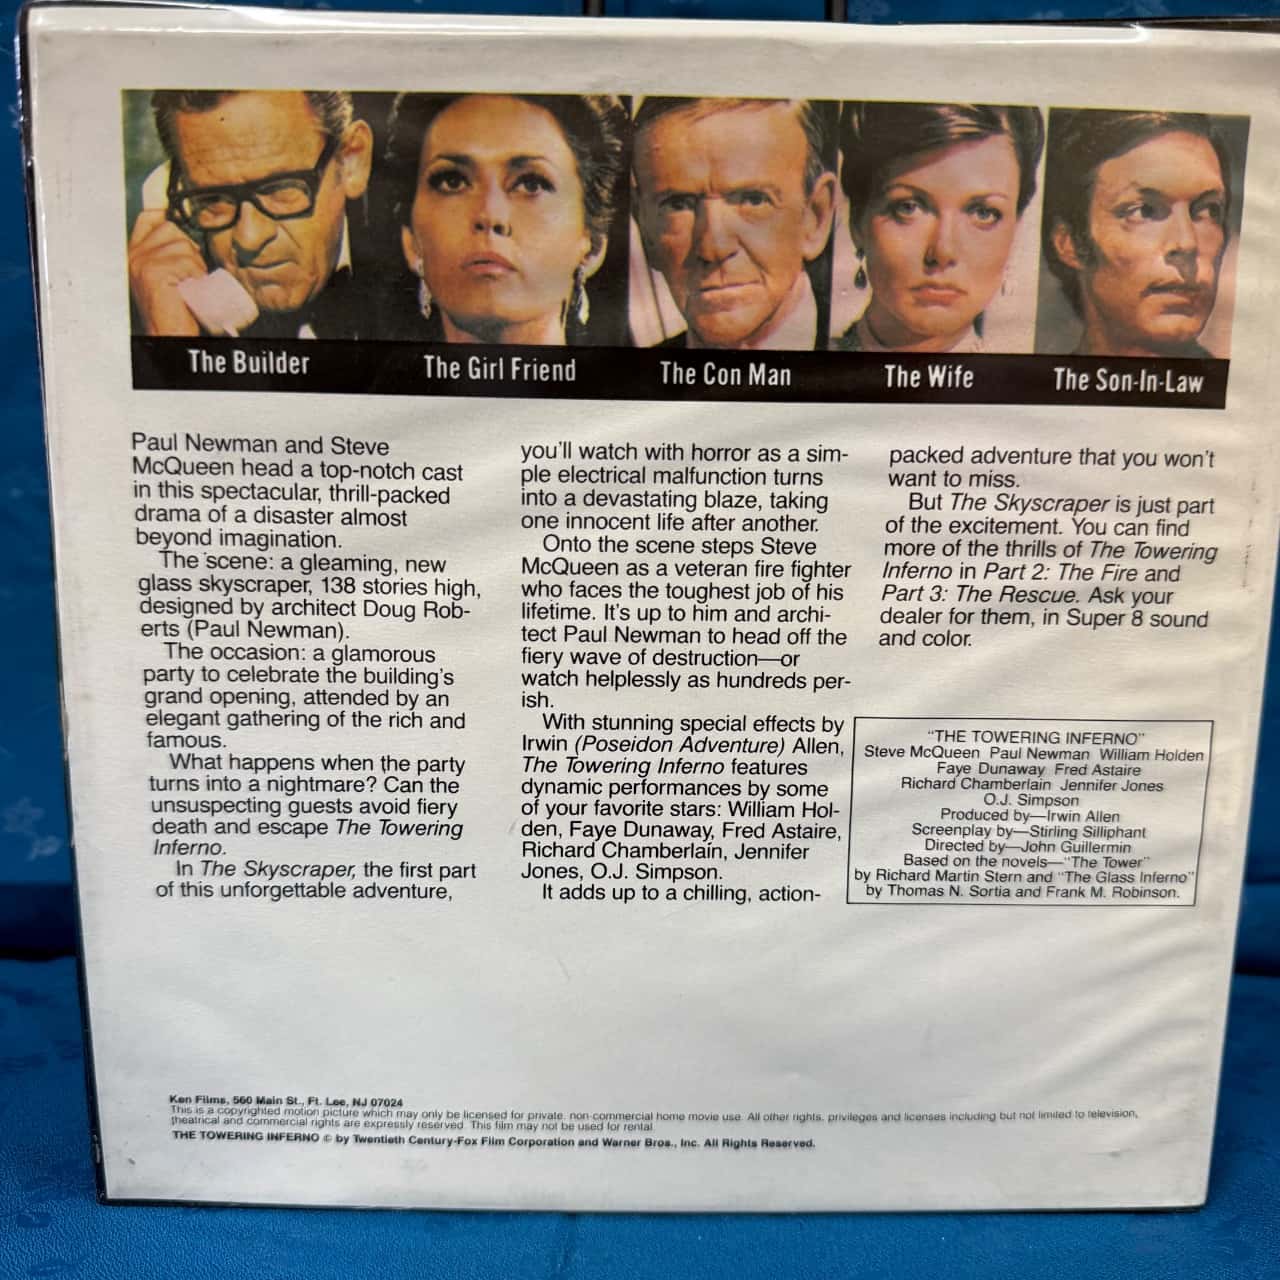 The Builder
The Girl Friend
The Con Man
The Wife
The Son-In-Law
Paul Newman and Steve
McQueen head a top-notch cast
in this spectacular, thrill-packed
drama of a disaster almost
beyond imagination.
The scene: a gleaming, new
glass skyscraper, 138 stories high,
designed by architect Doug Rob-
erts (Paul Newman).
The occasion: a glamorous
party to celebrate the building's
grand opening, attended by an
elegant gathering of the rich and
famous.
What happens when the party
turns into a nightmare? Can the
unsuspecting guests avoid fiery
death and escape The Towering
Inferno.
In The Skyscraper, the first part
of this unforgettable adventure,
you'll watch with horror as a sim-
ple electrical malfunction turns
into a devastating blaze, taking
one innocent life after another.
Onto the scene steps Steve
McQueen as a veteran fire fighter
who faces the toughest job of his
lifetime. It's up to him and archi-
tect Paul Newman to head off the
fiery wave of destruction—or
watch helplessly as hundreds per-
ish.
With stunning special effects by
Irwin (Poseidon Adventure) Allen,
The Towering Inferno features
dynamic performances by some
of your favorite stars: William Hol-
den, Faye Dunaway, Fred Astaire,
Richard Chamberlain, Jennifer
Jones, O.J. Simpson.
It adds up to a chilling, action-
packed adventure that you won't
want to miss.
But The Skyscraper is just part
of the excitement. You can find
more of the thrills of The Towering
Inferno in Part 2: The Fire and
Part 3: The Rescue. Ask your
dealer for them, in Super 8 sound
and color.
"THE TOWERING INFERNO"
Steve McQueen Paul Newman William Holden
Faye Dunaway Fred Astaire
Richard Chamberlain Jennifer Jones
O.J. Simpson
Produced by—Irwin Allen
Screenplay by—Stirling Silliphant
Directed by—John Guillermin
Based on the novels—"The Tower"
by Richard Martin Stern and "The Glass Inferno"
by Thomas N. Sortia and Frank M. Robinson.
Ken Films, 560 Main St., Ft. Lee, NJ 07024
This is a copyrighted motion picture which may only be licensed for private, non-commercial home movie use. All other rights, privileges and licenses including but not limited to television,
theatrical and commercial rights are expressly reserved. This film may not be used for rental.
THE TOWERING INFERNO © by Twentieth Century-Fox Film Corporation and Warner Bros., Inc. All Rights Reserved.